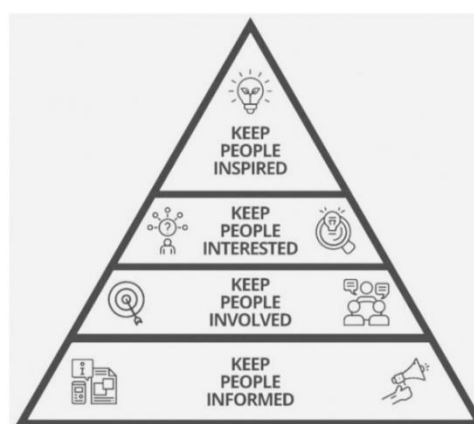 KEEP
PEOPLE
INSPIRED
KEEP
PEOPLE
INTERESTED
KEEP
PEOPLE
INVOLVED
KEEP
PEOPLE
INFORMED